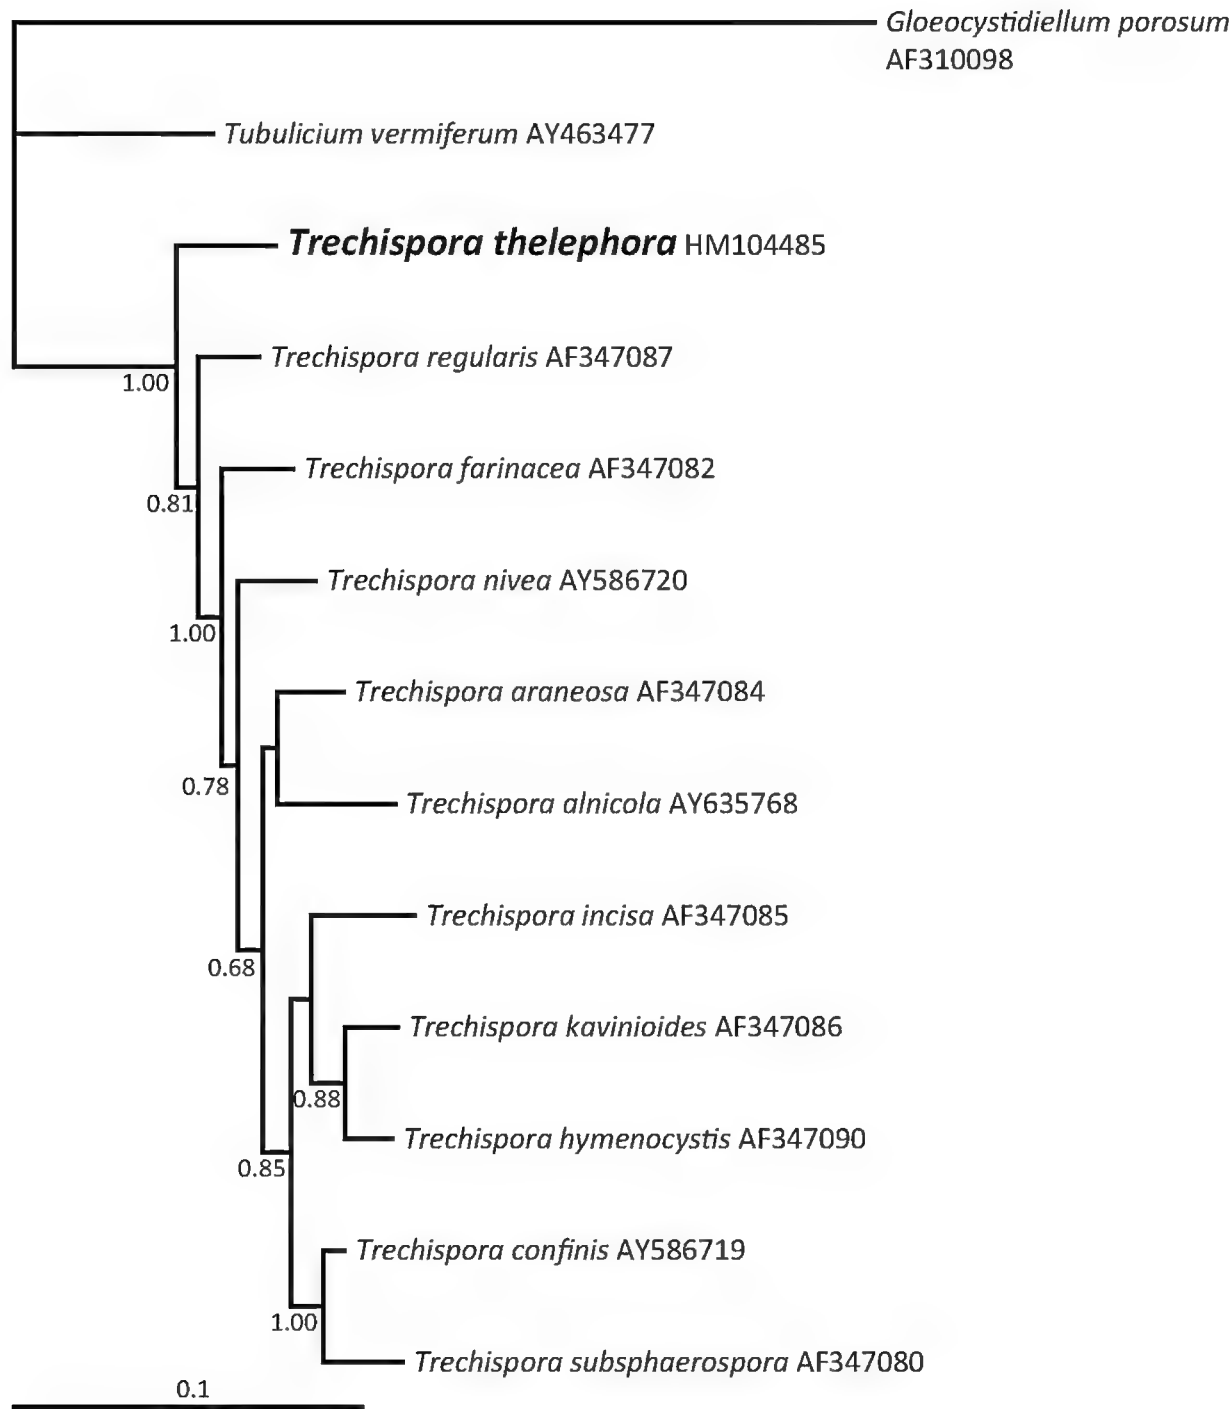 Gloeocystidiellum porosum
AF310098
Tubulicium vermiferum AY463477
Trechispora thelephora HM104485
Trechispora regularis AF347087
1.00
Trechispora farinacea AF347082
0.81
Trechispora nivea AY586720
1.00
Trechispora araneosa AF347084
0.78
Trechispora alnicola AY635768
Trechispora incisa AF347085
0.68
Trechispora kavinioides AF347086
0.88
Trechispora hymenocystis AF347090
0.85
Trechispora confinis AY586719
1.00
Trechispora subsphaerospora AF347080
0.1